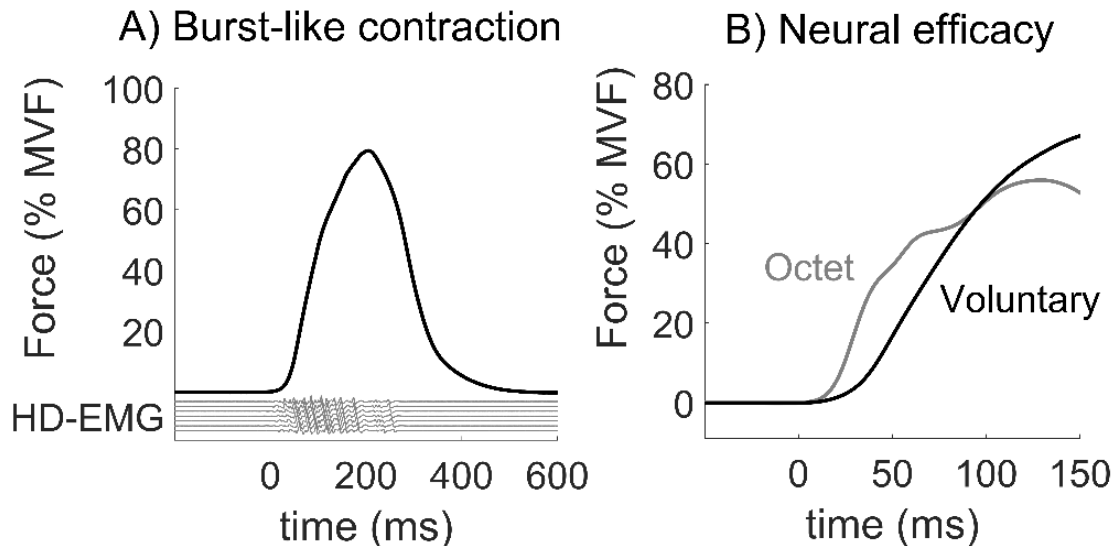 A) Burst-like contraction
Force (% MVF)
100
80
60
40
20
HD-EMG
0 200 400 600
time (ms)
B) Neural efficacy
Force (% MVF)
80
60
40
20
0
Octet
Voluntary
0 50 100 150
time (ms)